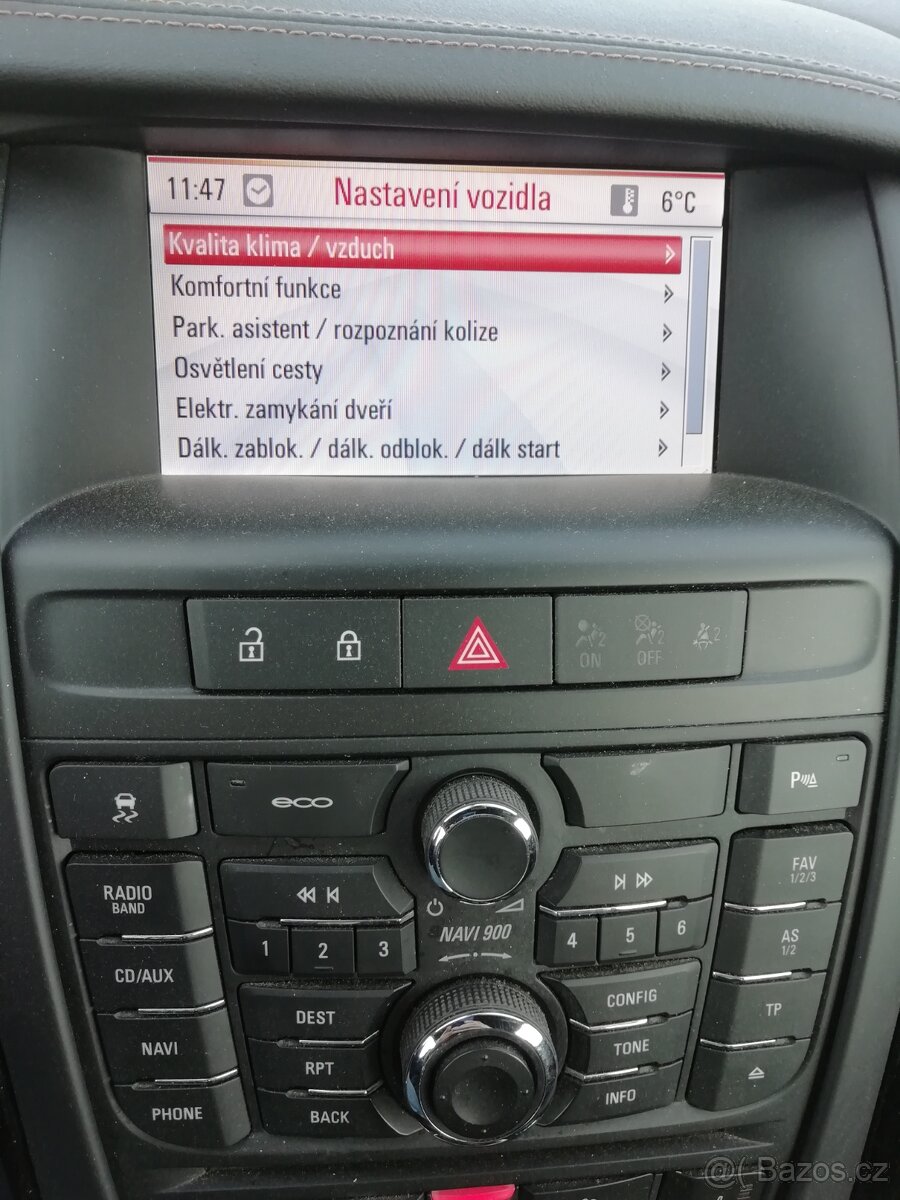 11:47 Nastavení vozidla 6°C
Kvalita klima / vzduch
Komfortní funkce
Park. asistent / rozpoznání kolize
Osvětlení cesty
Elektr. zamykání dveří
Dálk. zablok. / dálk. odblok. / dálk start
2 ON
2 OFF
2
eco
P
RADIO
BAND
FAV
1/2/3
1 2 3
NAVI 900
4 5 6
CD/AUX
AS
1/2
DEST
CONFIG
NAVI
RPT
TONE
TP
PHONE
BACK
INFO
@( Bazos.cz